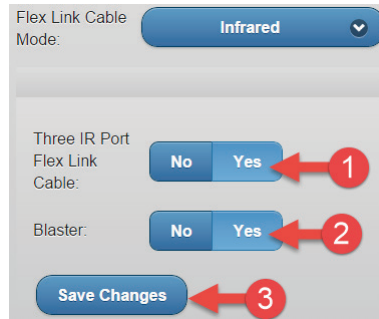 Flex Link Cable Infrared
Mode:
Three IR Port
Flex Link No Yes 1
Cable:
Blaster: No Yes 2
Save Changes 3